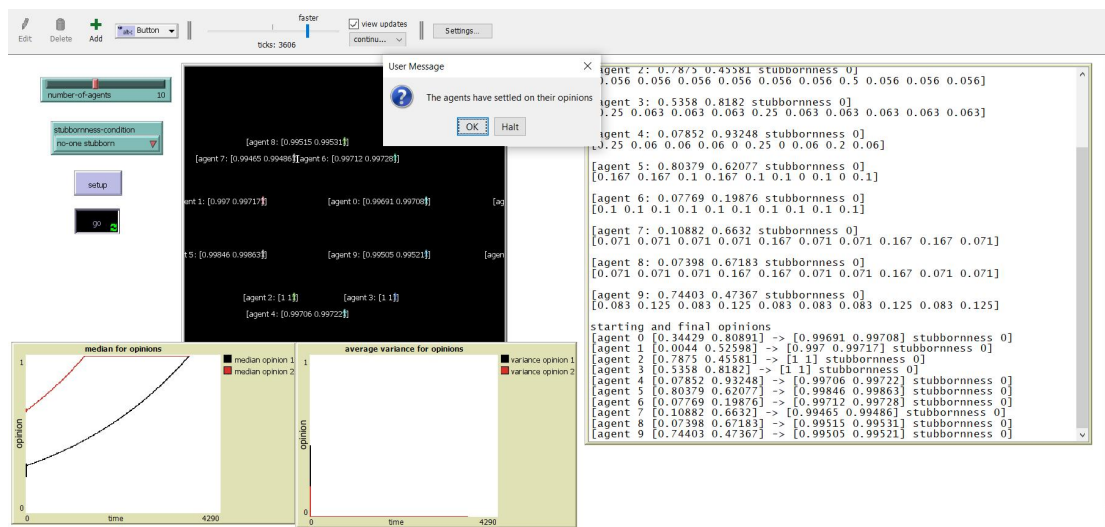 Edit
Delete
Add
abc Button
faster
ticks: 3606
view updates
continu...
Settings...
number-of-agents 10
stubbornness-condition
no-one stubborn
setup
go
User Message
The agents have settled on their opinions
OK
Halt
[agent 8: [0.99515 0.99531]]
[agent 7: [0.99465 0.99486]] [agent 6: [0.99712 0.99728]]
ent 1: [0.997 0.99717]]
[agent 0: [0.99691 0.99708]]
[ag
t 5: [0.99846 0.99863]]
[agent 9: [0.99505 0.99521]]
[agen
[agent 2: [1 1]]
[agent 3: [1 1]]
[agent 4: [0.99706 0.99722]]
median for opinions
opinion
1
0
0
time
4290
median opinion 1
median opinion 2
average variance for opinions
opinion
1
0
0
time
4290
variance opinion 1
variance opinion 2
agent 2: 0.7875 0.45581 stubbornness 0]
0.056 0.056 0.056 0.056 0.056 0.056 0.5 0.056 0.056 0.056]
agent 3: 0.5358 0.8182 stubbornness 0]
0.25 0.063 0.063 0.063 0.25 0.063 0.063 0.063 0.063 0.063]
agent 4: 0.07852 0.93248 stubbornness 0]
[0.25 0.06 0.06 0.06 0 0.25 0 0.06 0.2 0.06]
[agent 5: 0.80379 0.62077 stubbornness 0]
[0.167 0.167 0.1 0.167 0.1 0.1 0 0.1 0 0.1]
[agent 6: 0.07769 0.19876 stubbornness 0]
[0.1 0.1 0.1 0.1 0.1 0.1 0.1 0.1 0.1 0.1]
[agent 7: 0.10882 0.6632 stubbornness 0]
[0.071 0.071 0.071 0.071 0.167 0.071 0.071 0.167 0.167 0.071]
[agent 8: 0.07398 0.67183 stubbornness 0]
[0.071 0.071 0.071 0.167 0.167 0.071 0.071 0.167 0.071 0.071]
[agent 9: 0.74403 0.47367 stubbornness 0]
[0.083 0.125 0.083 0.125 0.083 0.083 0.083 0.125 0.083 0.125]
starting and final opinions
[agent 0 [0.34429 0.80891] -> [0.99691 0.99708] stubbornness 0]
[agent 1 [0.0044 0.52598] -> [0.997 0.99717] stubbornness 0]
[agent 2 [0.7875 0.45581] -> [1 1] stubbornness 0]
[agent 3 [0.5358 0.8182] -> [1 1] stubbornness 0]
[agent 4 [0.07852 0.93248] -> [0.99706 0.99722] stubbornness 0]
[agent 5 [0.80379 0.62077] -> [0.99846 0.99863] stubbornness 0]
[agent 6 [0.07769 0.19876] -> [0.99712 0.99728] stubbornness 0]
[agent 7 [0.10882 0.6632] -> [0.99465 0.99486] stubbornness 0]
[agent 8 [0.07398 0.67183] -> [0.99515 0.99531] stubbornness 0]
[agent 9 [0.74403 0.47367] -> [0.99505 0.99521] stubbornness 0]